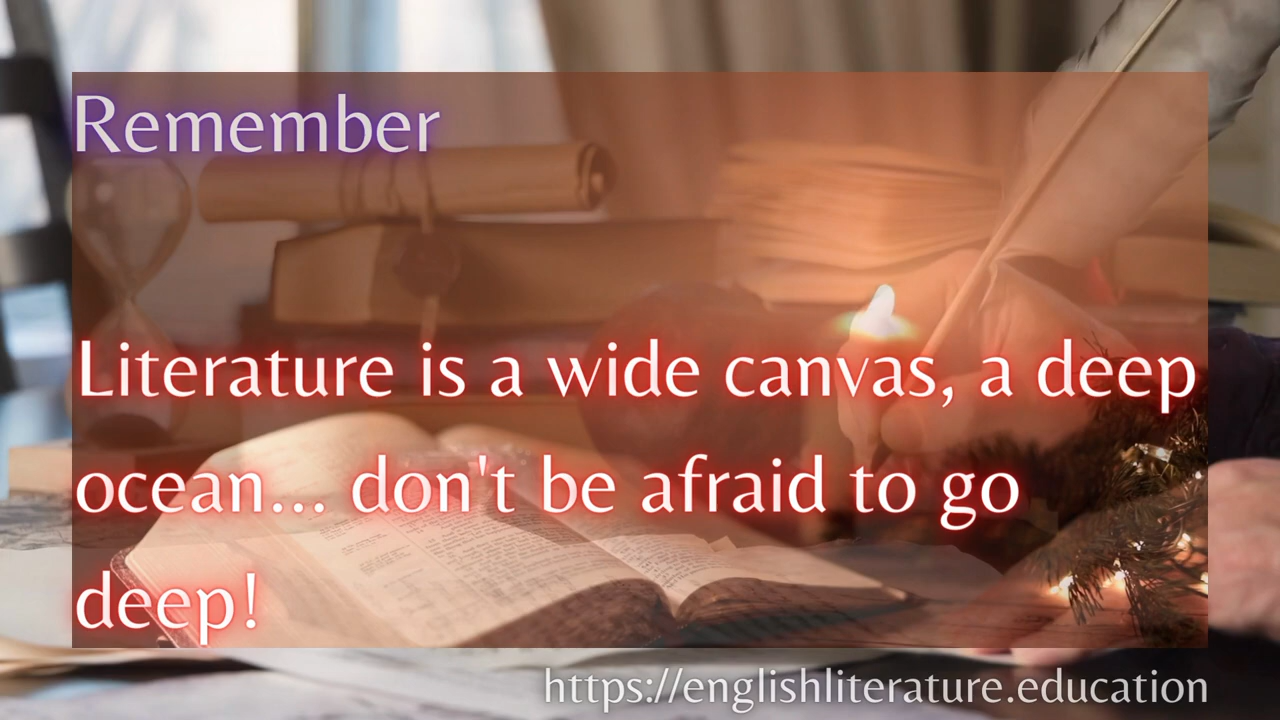 Remember
Literature is a wide canvas, a deep
ocean... don't be afraid to go
deep!
https://englishliterature.education